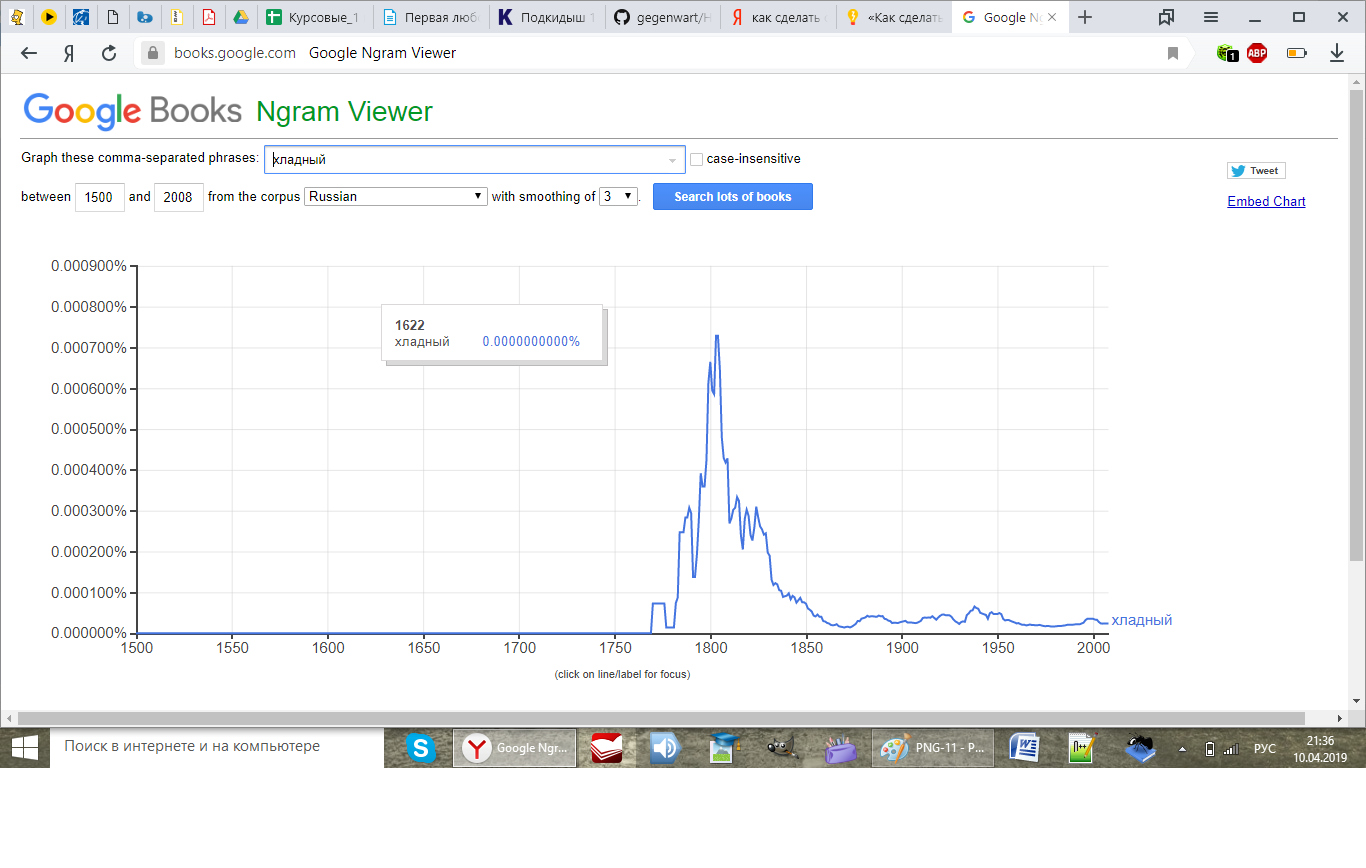 Курсовые_1
Первая любо
Подкидыш 1
gegenwart/H
как сделать с
«Как сделать
Google Ng
Я
books.google.com Google Ngram Viewer
1
ABP
Google Books Ngram Viewer
Graph these comma-separated phrases: хладный case-insensitive
between 1500 and 2008 from the corpus Russian with smoothing of 3 . Search lots of books
Tweet
Embed Chart
0.000900%
0.000800%
0.000700%
0.000600%
0.000500%
0.000400%
0.000300%
0.000200%
0.000100%
0.000000%
1622
хладный 0.0000000000%
хладный
1500 1550 1600 1650 1700 1750 1800 1850 1900 1950 2000
(click on line/label for focus)
Поиск в интернете и на компьютере
Google Ngr...
PNG-11 - P...
РУС
21:36
10.04.2019